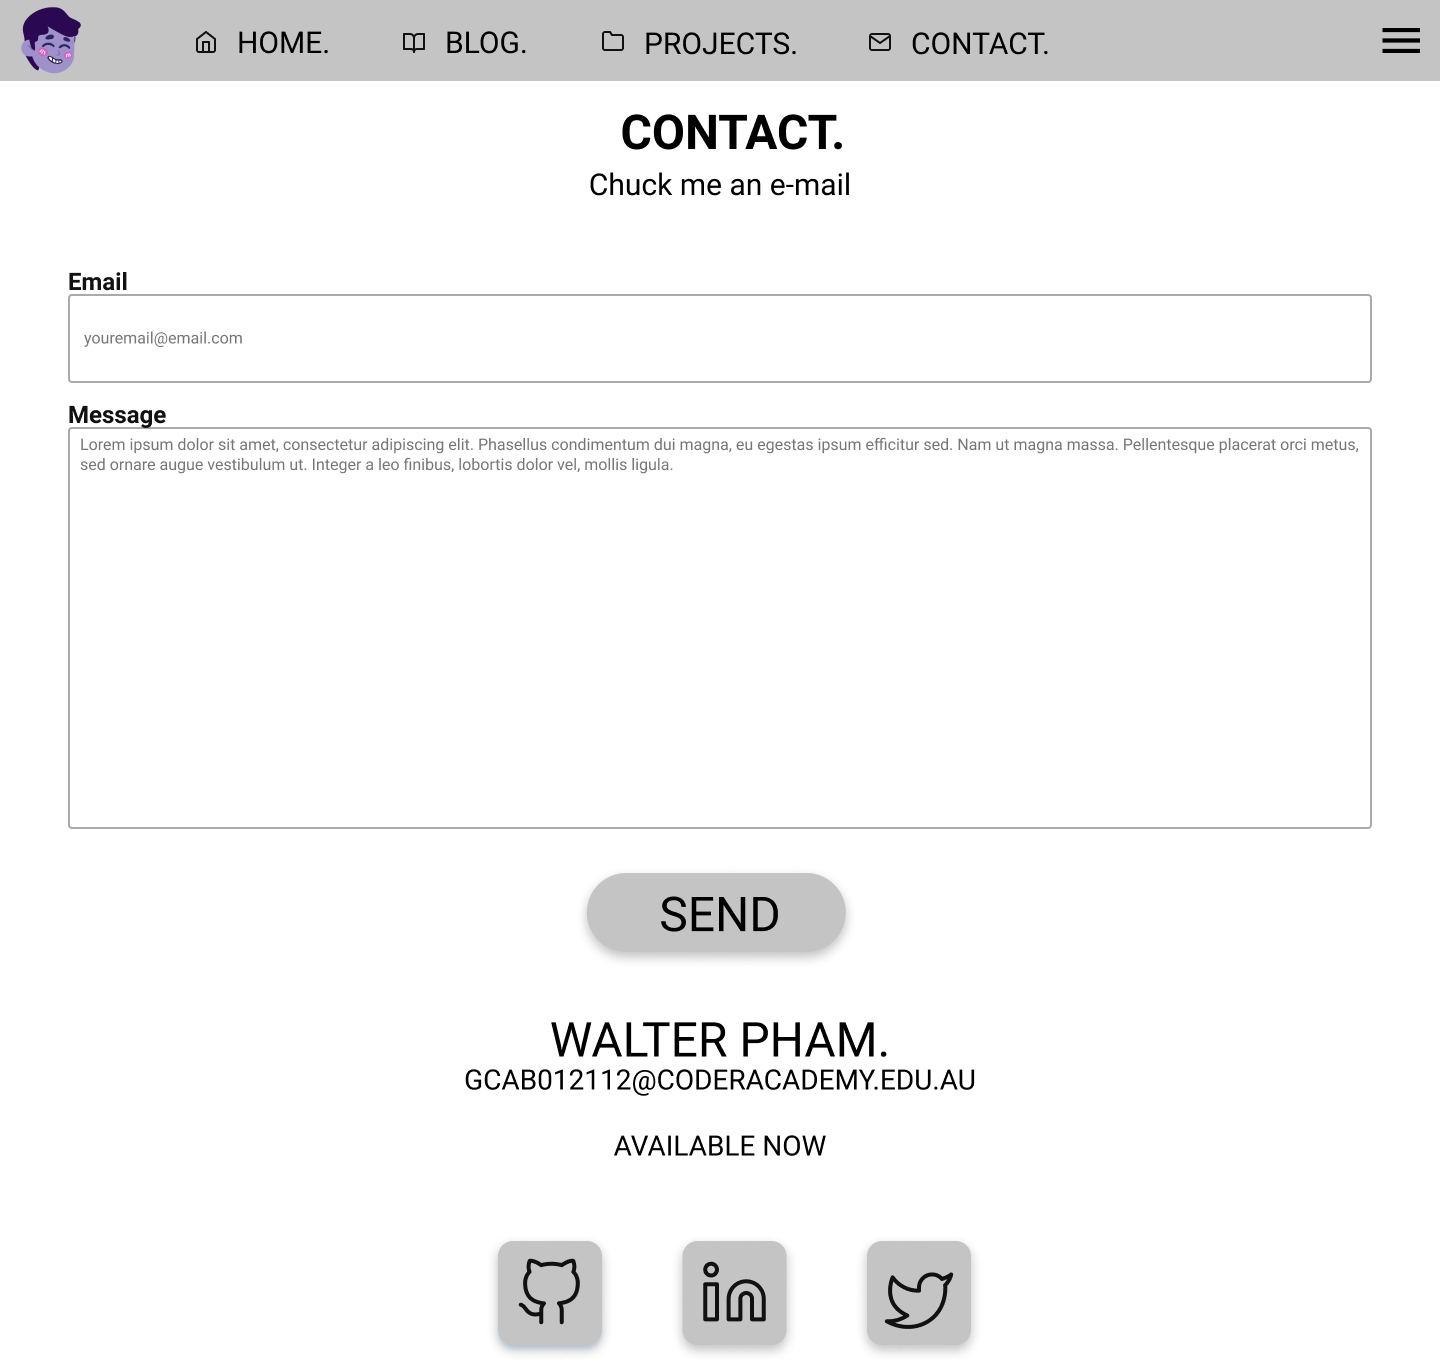 HOME.
BLOG.
PROJECTS.
CONTACT.
CONTACT.
Chuck me an e-mail
Email
youremail@email.com
Message
Lorem ipsum dolor sit amet, consectetur adipiscing elit. Phasellus condimentum dui magna, eu egestas ipsum efficitur sed. Nam ut magna massa. Pellentesque placerat orci metus,
sed ornare augue vestibulum ut. Integer a leo finibus, lobortis dolor vel, mollis ligula.
SEND
WALTER PHAM.
GCAB012112@CODERACADEMY.EDU.AU
AVAILABLE NOW
in